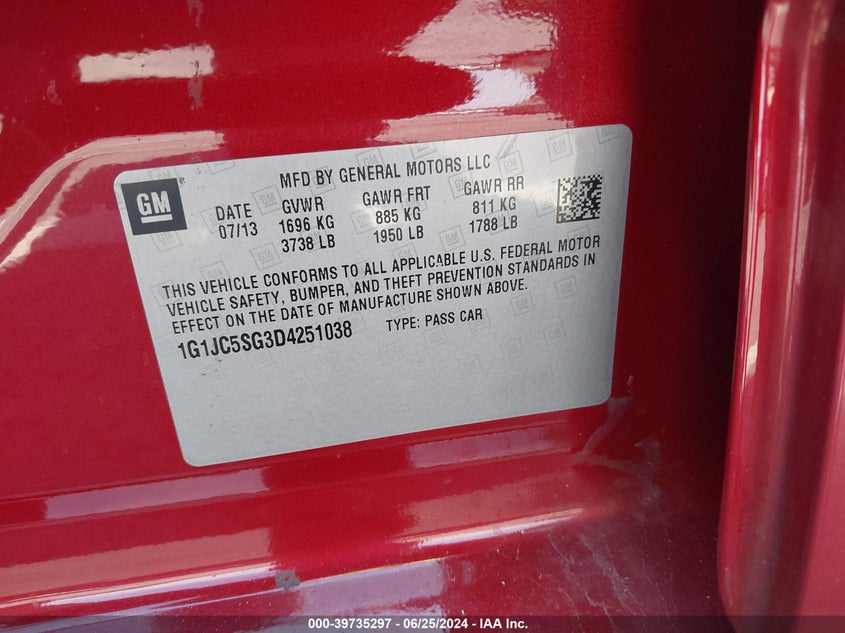 GM
MFD BY GENERAL MOTORS LLC
DATE GVWR GAWR FRT GAWR RR
07/13 1696 KG 885 KG 811 KG
3738 LB 1950 LB 1788 LB
THIS VEHICLE CONFORMS TO ALL APPLICABLE U.S. FEDERAL MOTOR
VEHICLE SAFETY, BUMPER, AND THEFT PREVENTION STANDARDS IN
EFFECT ON THE DATE OF MANUFACTURE SHOWN ABOVE.
1G1JC5SG3D4251038 TYPE: PASS CAR
000-39735297 - 06/25/2024 - IAA Inc.